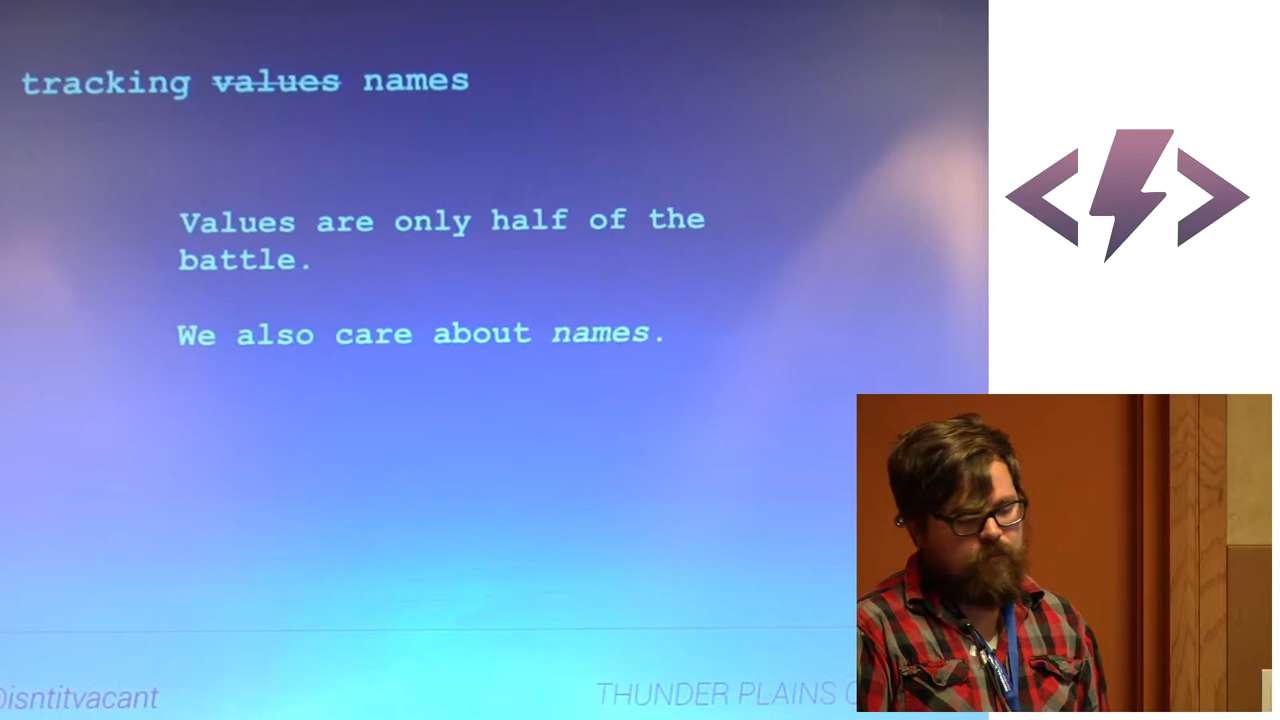 tracking values names
Values are only half of the
battle.
We also care about names.
@isntitvacant
THUNDER PLAINS